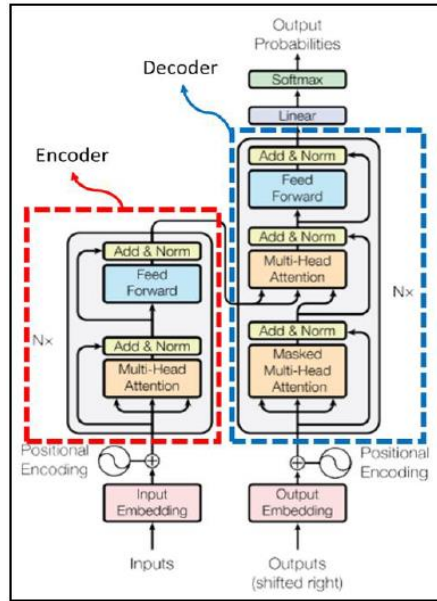 Output
Probabilities
Decoder
Softmax
Linear
Encoder
Add & Norm
Feed
Forward
Add & Norm
Multi-Head
Attention
Add & Norm
Feed
Forward
Nx
Add & Norm
Masked
Multi-Head
Attention
Nx
Add & Norm
Multi-Head
Attention
Positional
Encoding
Positional
Encoding
Input
Embedding
Output
Embedding
Inputs
Outputs
(shifted right)